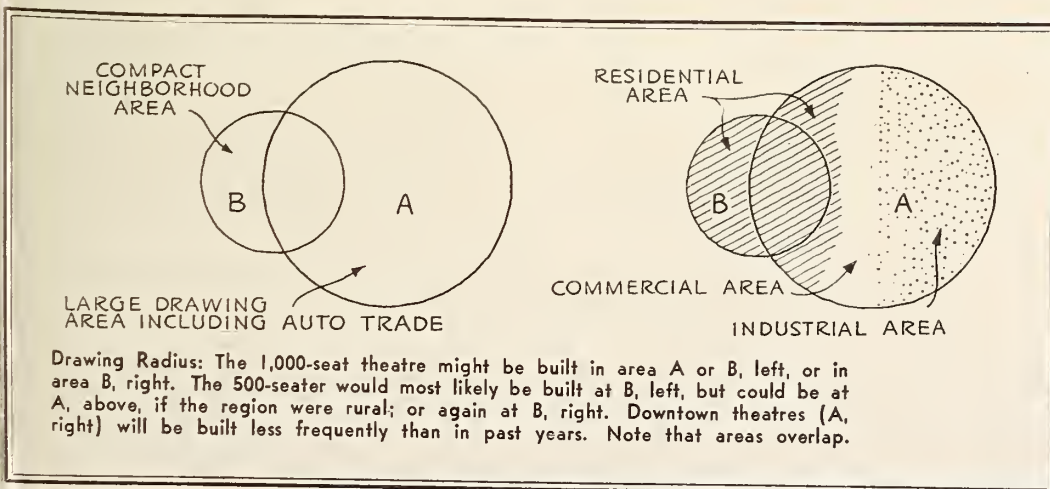 COMPACT
NEIGHBORHOOD
AREA
B
A
LARGE DRAWING
AREA INCLUDING AUTO TRADE
RESIDENTIAL
AREA
B
A
COMMERCIAL AREA
INDUSTRIAL AREA
Drawing Radius: The 1,000-seat theatre might be built in area A or B, left, or in
area B, right. The 500-seater would most likely be built at B, left, but could be at
A, above, if the region were rural; or again at B, right. Downtown theatres (A,
right) will be built less frequently than in past years. Note that areas overlap.